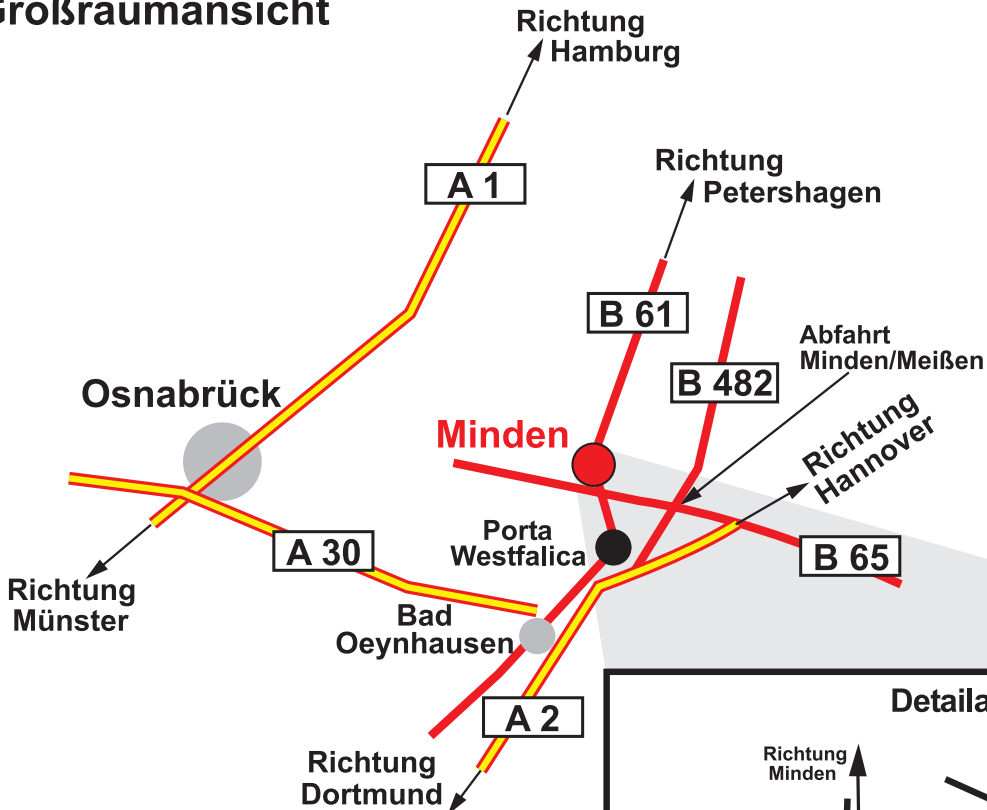 Großraumansicht
Richtung
Hamburg
A 1
Richtung
Petershagen
B 61
Abfahrt
Minden/Meißen
B 482
Osnabrück
Richtung
Hannover
Minden
Porta
Westfalica
A 30
B 65
Richtung
Münster
Bad
Oeynhausen
A 2
Richtung
Dortmund
Detaila
Richtung
Minden